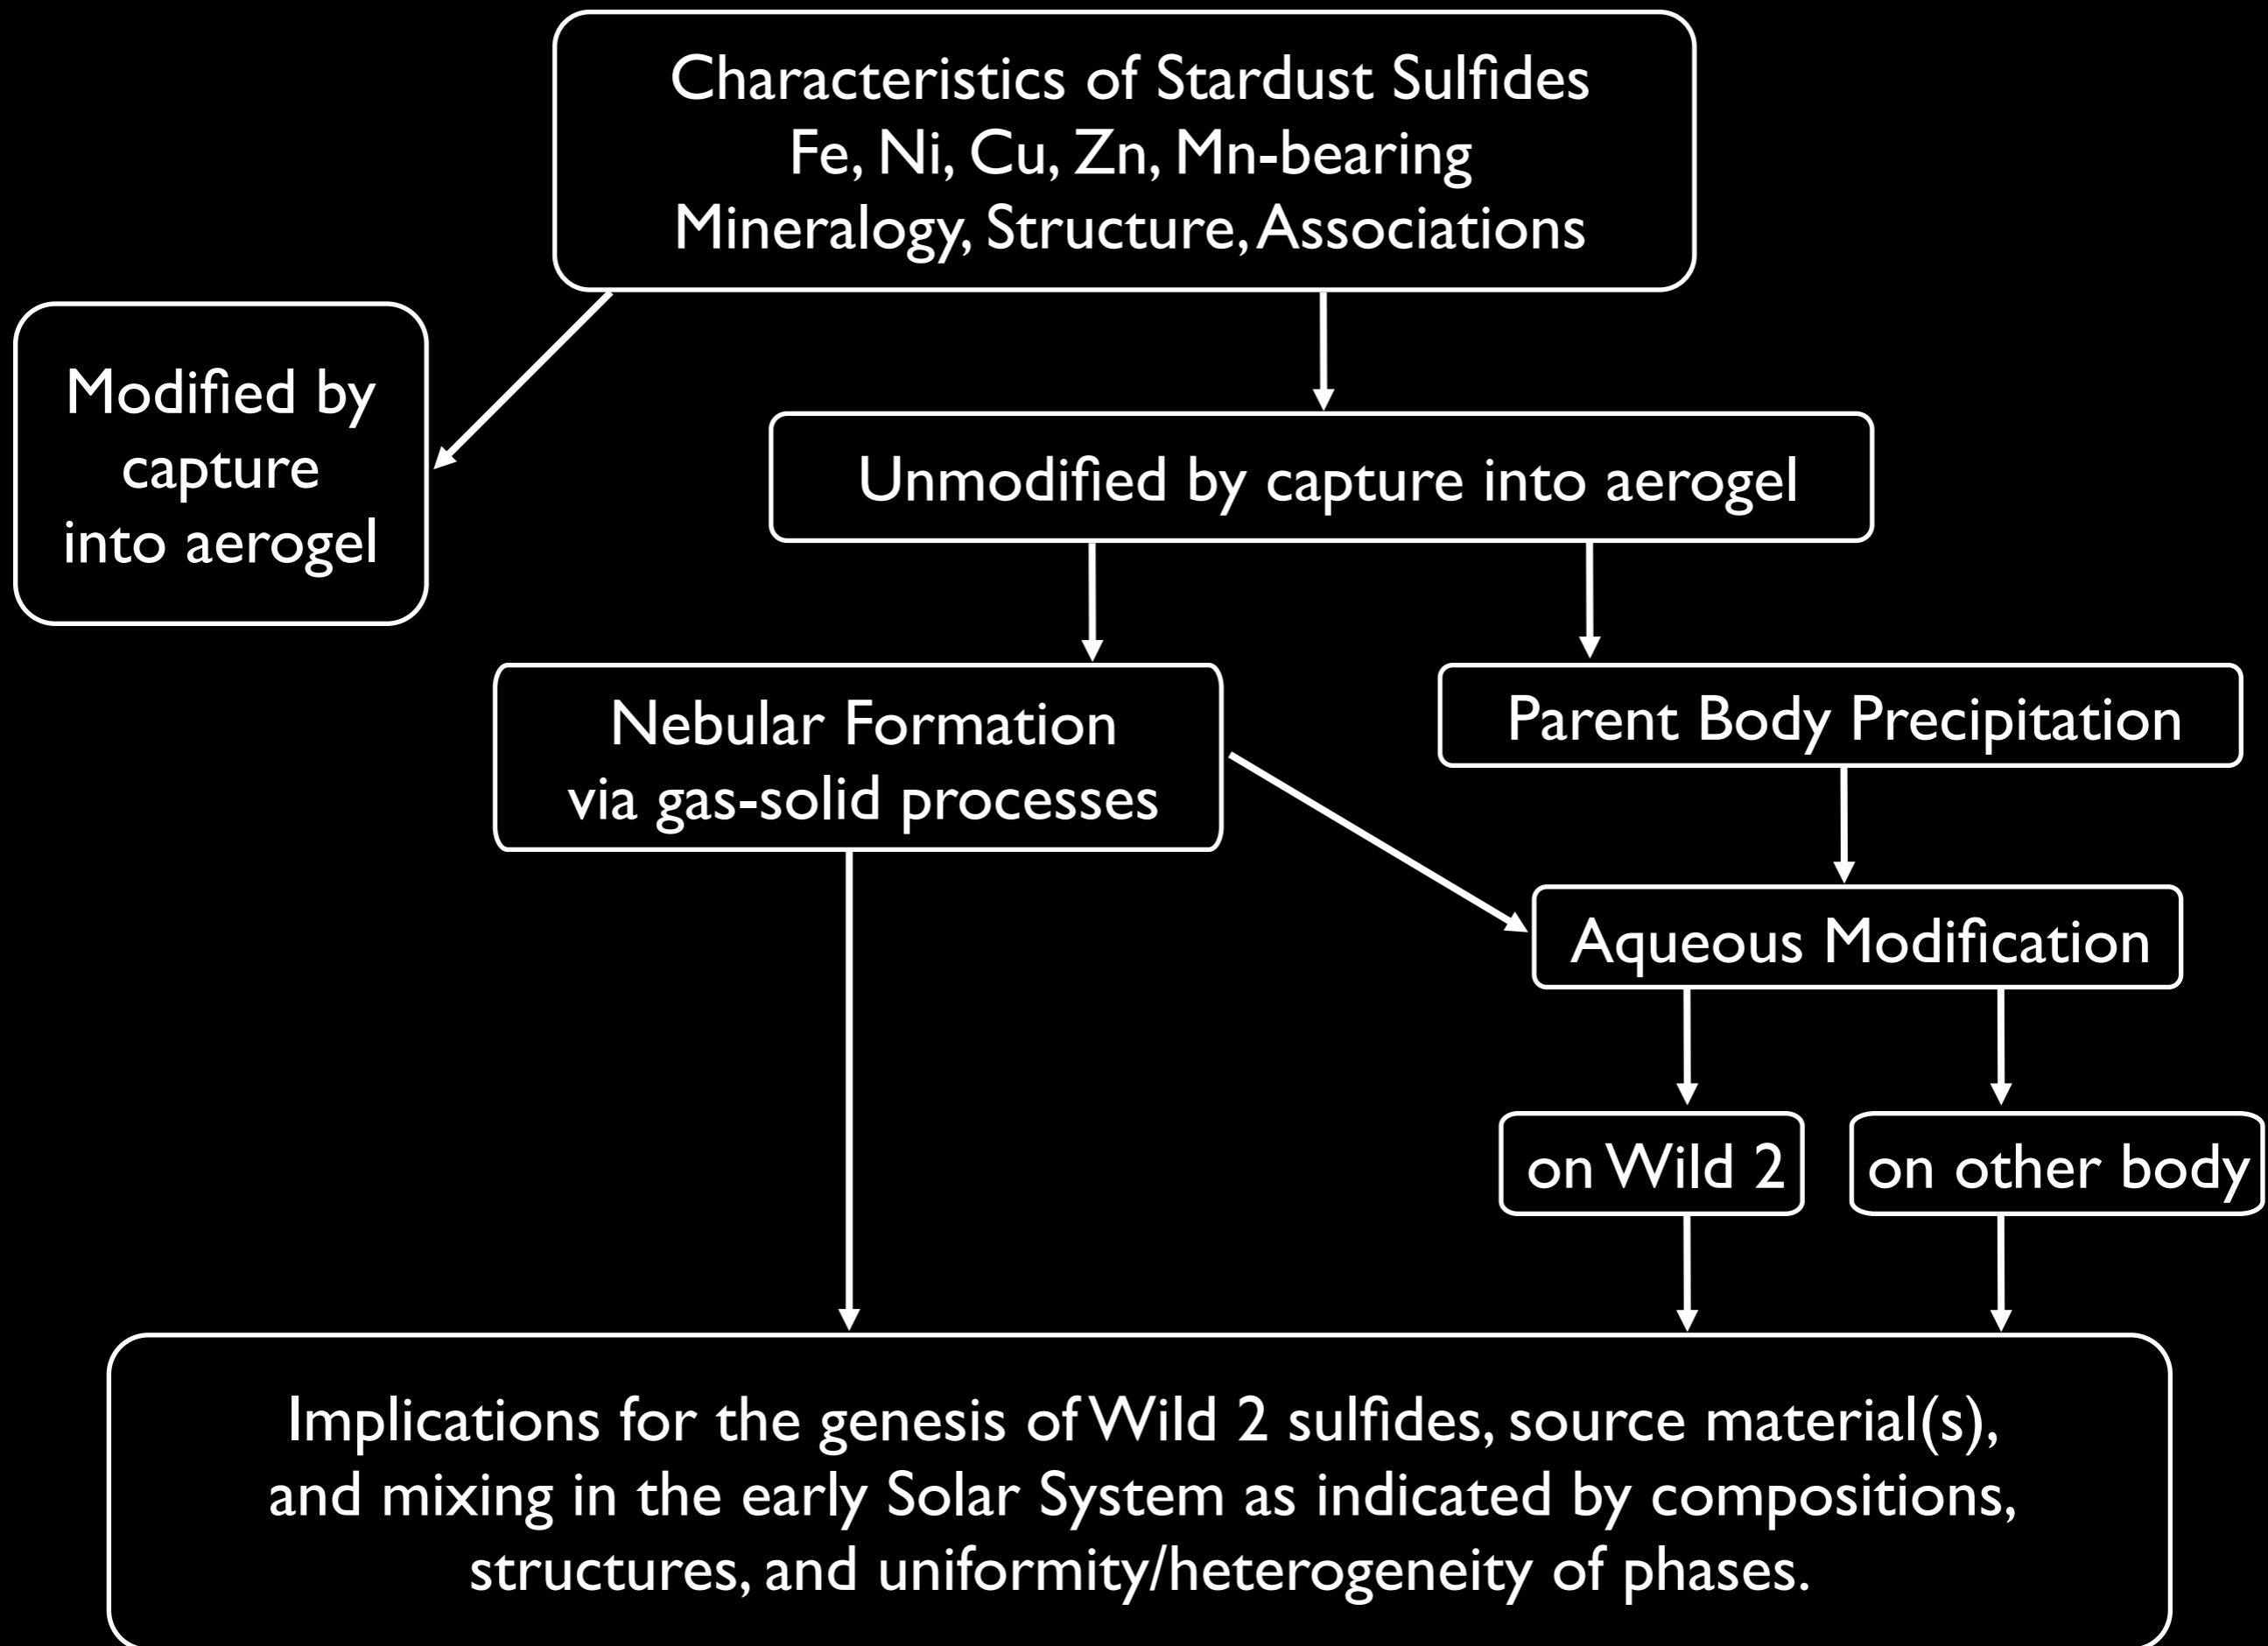 Characteristics of Stardust Sulfides
Fe, Ni, Cu, Zn, Mn-bearing
Mineralogy, Structure, Associations
Modified by
capture
into aerogel
Unmodified by capture into aerogel
Nebular Formation
via gas-solid processes
Parent Body Precipitation
Aqueous Modification
on Wild 2
on other body
Implications for the genesis of Wild 2 sulfides, source material(s),
and mixing in the early Solar System as indicated by compositions,
structures, and uniformity/heterogeneity of phases.